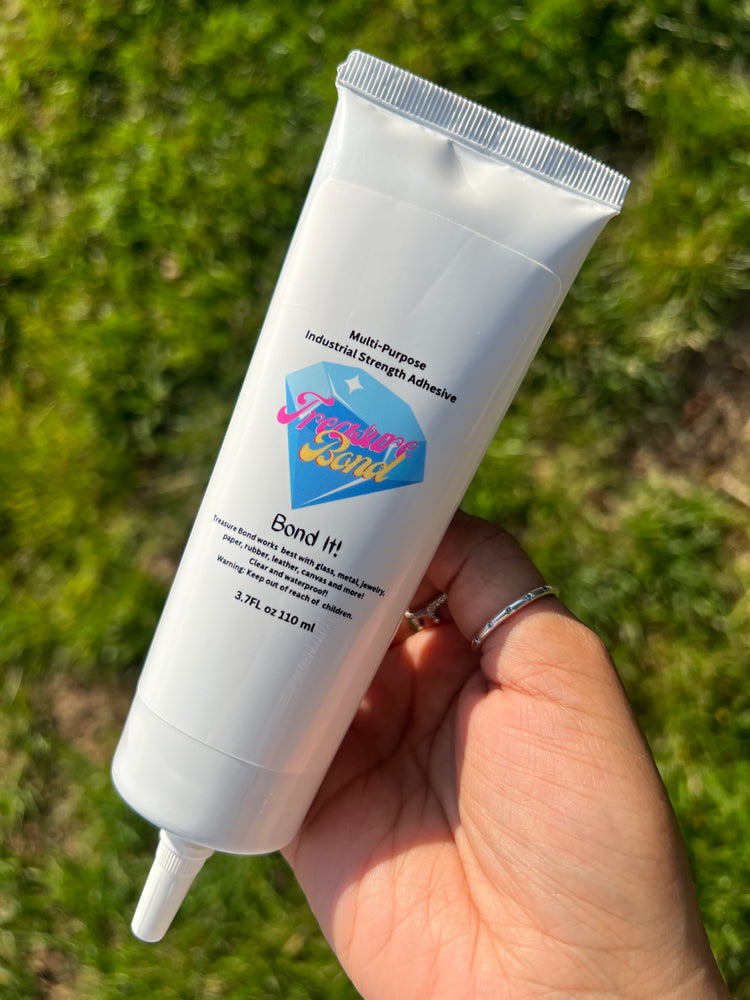 Multi-Purpose
Industrial Strength Adhesive
Treasure
Bond
Bond It!
Treasure Bond works best with glass, metal, jewelry,
paper, rubber, leather, canvas and more!
Clear and waterproof!
Warning: Keep out of reach of children.
3.7FL oz 110 ml